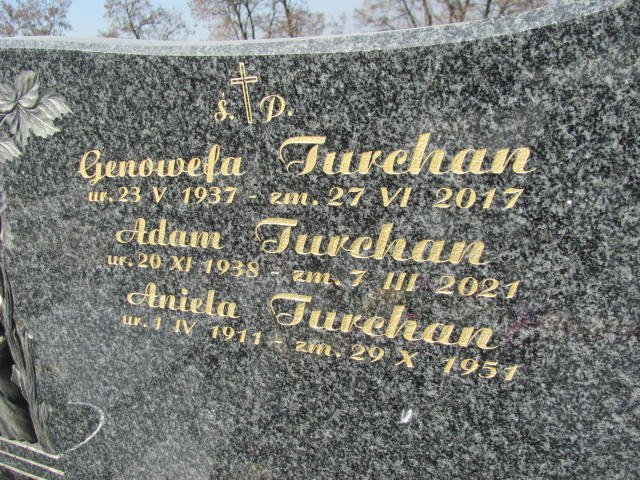 ś. P.
Genowefa Turchan
ur. 23 V 1937 - zm. 27 VI 2017
Adam Turchan
ur. 20 XI 1938 - zm. 7 III 2021
Aniela Turchan
ur. 1 IV 1911 - zm. 29 X 1951